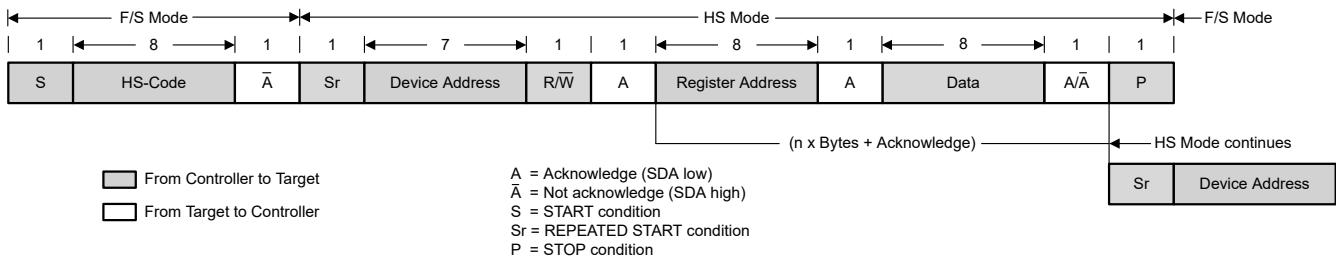 F/S Mode HS Mode F/S Mode
1 8 1 1 7 1 1 8 1 8 1 1
S HS-Code A̅ Sr Device Address R/W̅ A Register Address A Data A/A̅ P
(n x Bytes + Acknowledge) HS Mode continues
Sr Device Address
From Controller to Target
From Target to Controller
A = Acknowledge (SDA low)
A̅ = Not acknowledge (SDA high)
S = START condition
Sr = REPEATED START condition
P = STOP condition